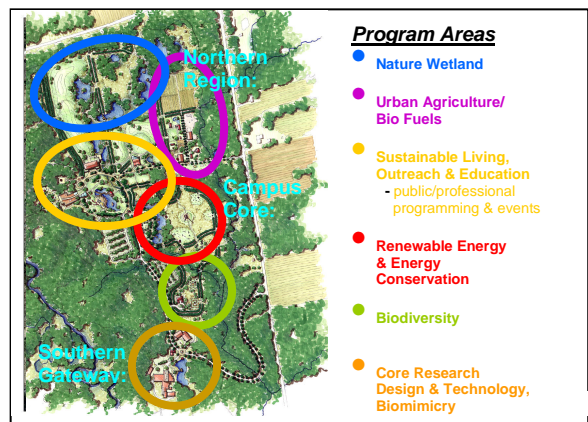 Northern
Region:
Campus
Core:
Southern
Gateway:
Program Areas
Nature Wetland
Urban Agriculture/
Bio Fuels
Sustainable Living,
Outreach & Education
- public/professional
programming & events
Renewable Energy
& Energy
Conservation
Biodiversity
Core Research
Design & Technology,
Biomimicry